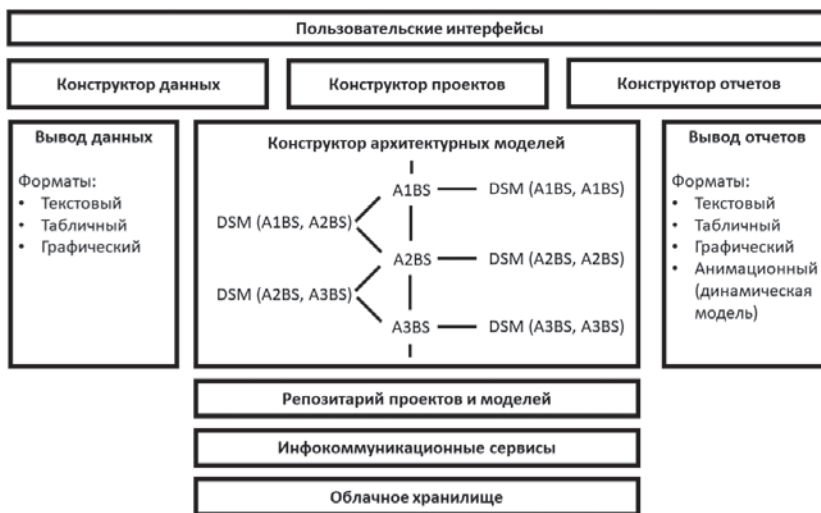 Пользовательские интерфейсы
Конструктор данных
Конструктор проектов
Конструктор отчетов
Вывод данных
Форматы:
• Текстовый
• Табличный
• Графический
Конструктор архитектурных моделей
A1BS
DSM (A1BS, A1BS)
DSM (A1BS, A2BS)
A2BS
DSM (A2BS, A2BS)
DSM (A2BS, A3BS)
A3BS
DSM (A3BS, A3BS)
Вывод отчетов
Форматы:
• Текстовый
• Табличный
• Графический
• Анимационный
(динамическая
модель)
Репозитарий проектов и моделей
Инфокоммуникационные сервисы
Облачное хранилище